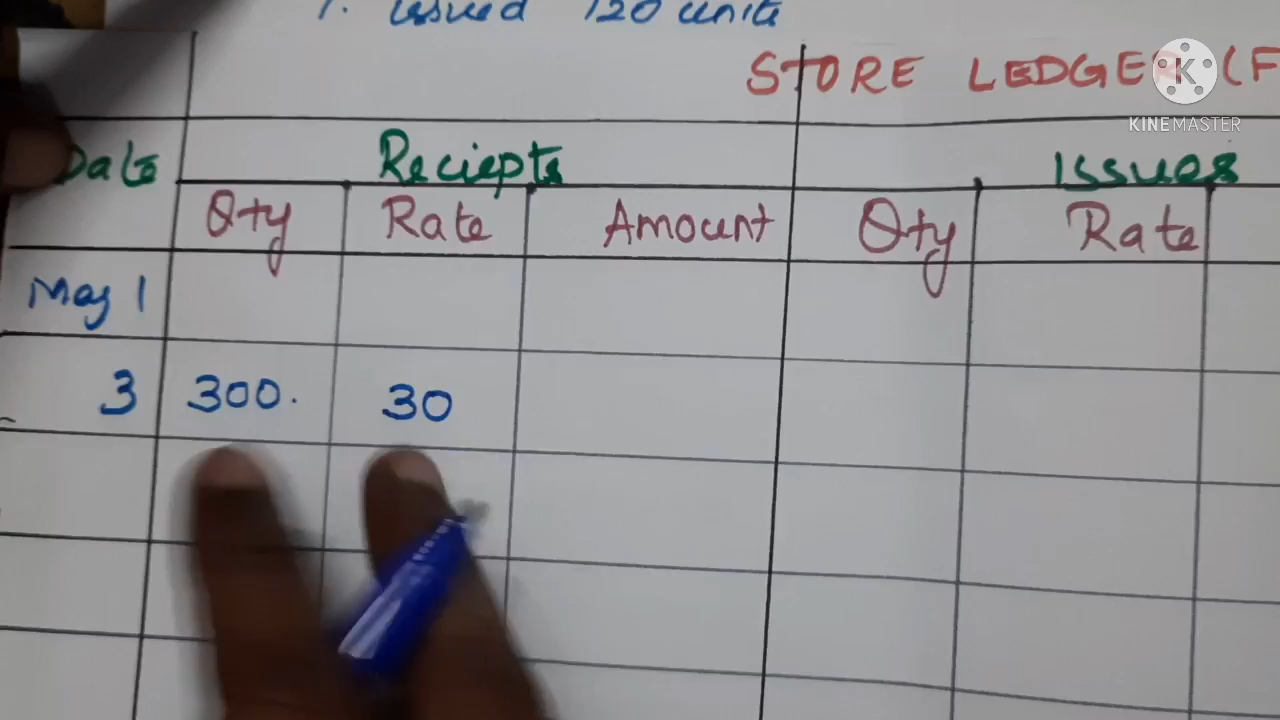 7. issued 120 units
STORE LEDGER (F
KINEMASTER
Date Reciepts Issues
Qty Rate Amount Qty Rate
May 1
3 300. 30